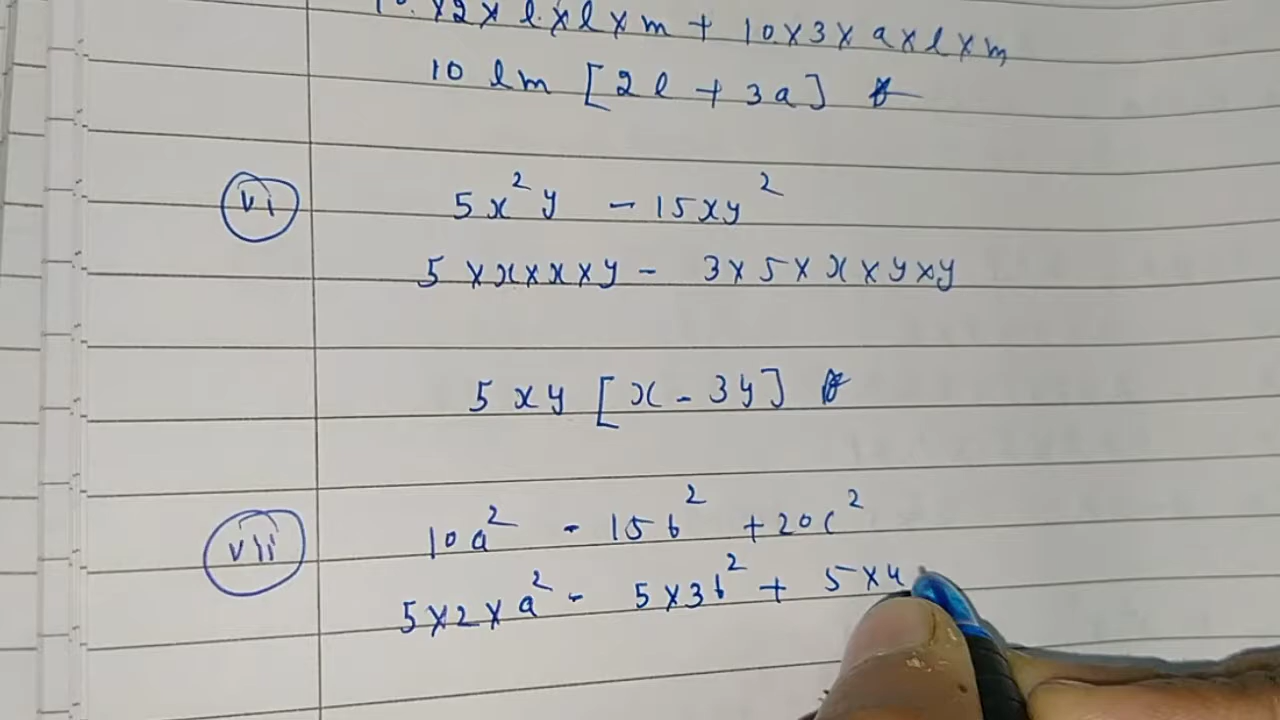 10 × 2 × l × l × m + 10 × 3 × a × l × m
10 lm [2l + 3a]
(vi) 5x²y - 15xy²
5 × x × x × y - 3 × 5 × x × y × y
5xy [x - 3y]
(vii) 10a² - 15b² + 20c²
5 × 2 × a² - 5 × 3b² + 5 × 4